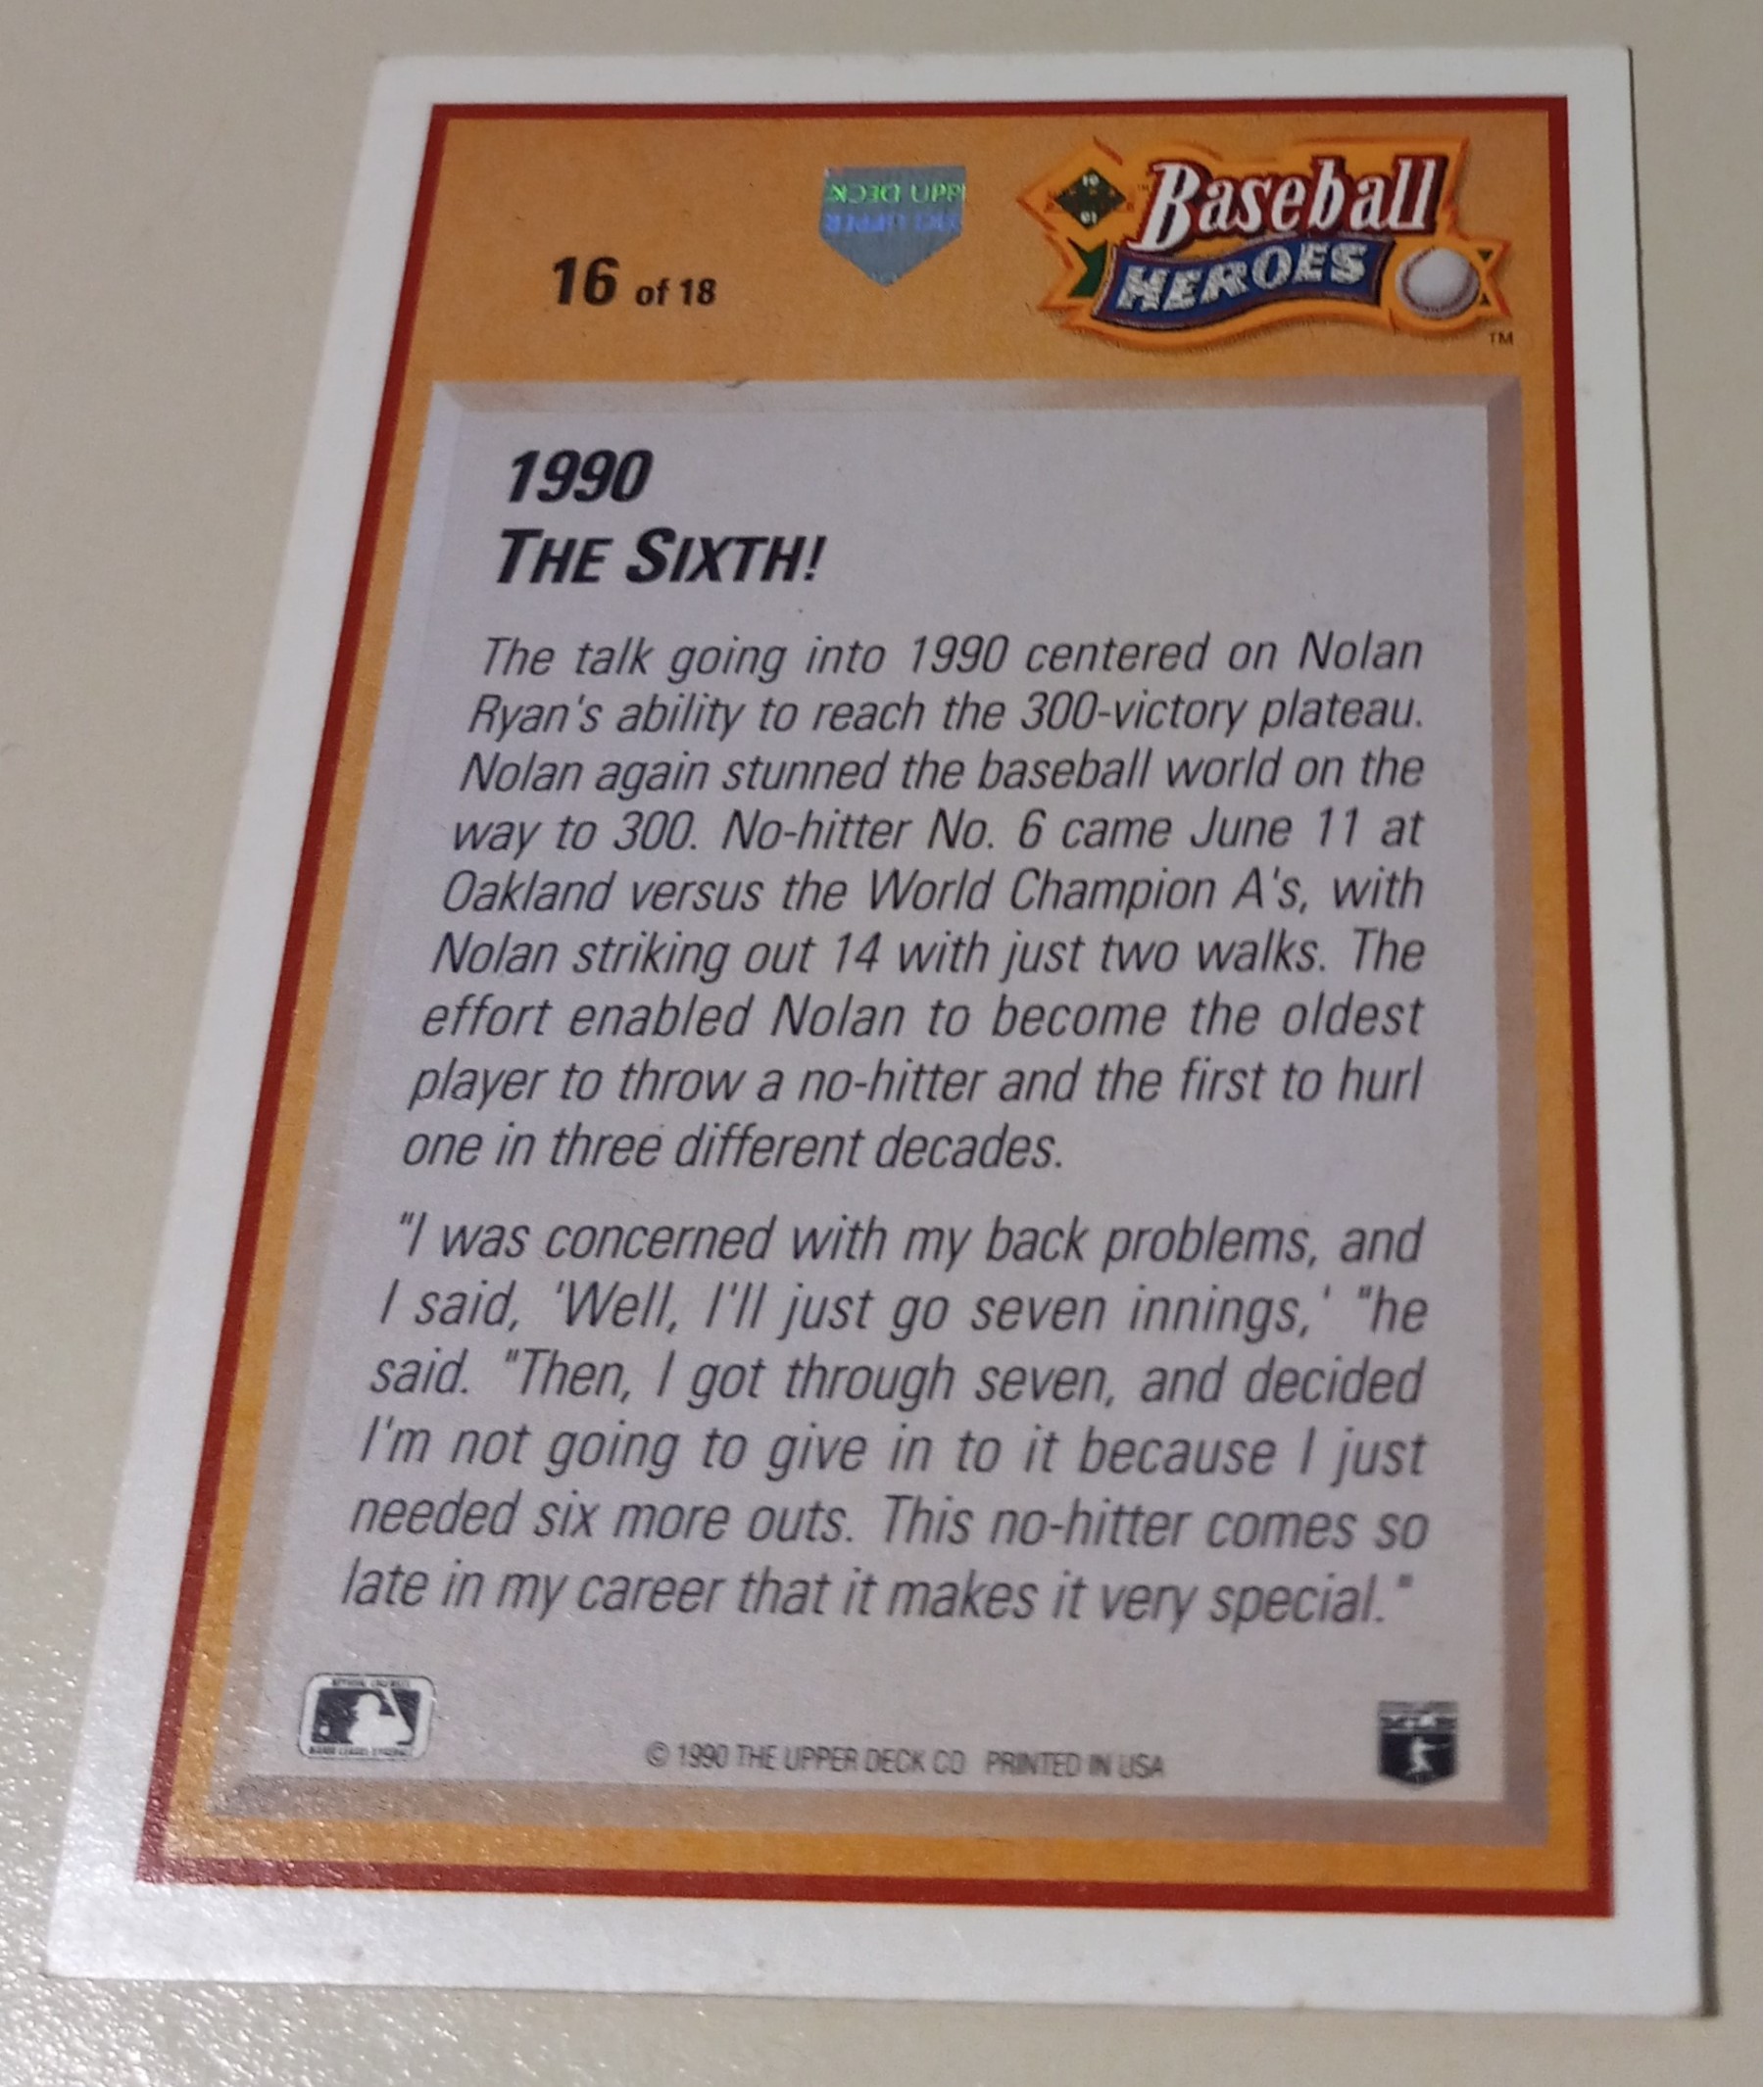 Baseball
HEROES
TM
16 of 18
1990
THE SIXTH!
The talk going into 1990 centered on Nolan
Ryan's ability to reach the 300-victory plateau.
Nolan again stunned the baseball world on the
way to 300. No-hitter No. 6 came June 11 at
Oakland versus the World Champion A's, with
Nolan striking out 14 with just two walks. The
effort enabled Nolan to become the oldest
player to throw a no-hitter and the first to hurl
one in three different decades.
"I was concerned with my back problems, and
I said, 'Well, I'll just go seven innings,' "he
said. "Then, I got through seven, and decided
I'm not going to give in to it because I just
needed six more outs. This no-hitter comes so
late in my career that it makes it very special."
© 1990 THE UPPER DECK CO PRINTED IN USA